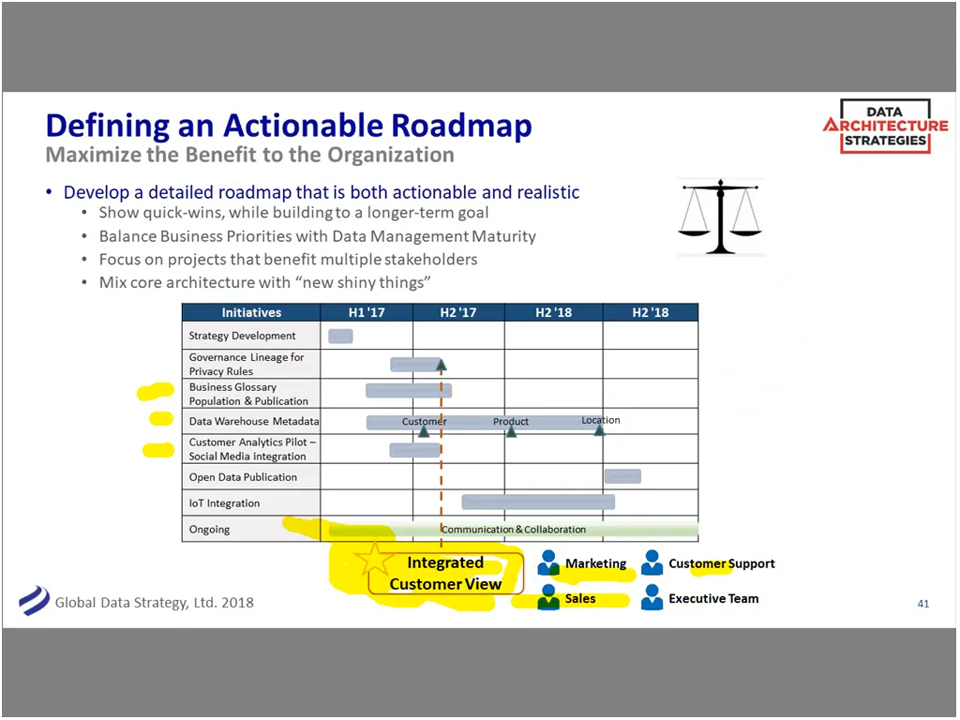 Defining an Actionable Roadmap
Maximize the Benefit to the Organization
DATA
ARCHITECTURE
STRATEGIES
• Develop a detailed roadmap that is both actionable and realistic
• Show quick-wins, while building to a longer-term goal
• Balance Business Priorities with Data Management Maturity
• Focus on projects that benefit multiple stakeholders
• Mix core architecture with “new shiny things”
Initiatives H1 '17 H2 '17 H2 '18 H2 '18
Strategy Development
Governance Lineage for
Privacy Rules
Business Glossary
Population & Publication
Data Warehouse Metadata Customer Product Location
Customer Analytics Pilot –
Social Media integration
Open Data Publication
IoT Integration
Ongoing Communication & Collaboration
Integrated
Customer View
Marketing Customer Support
Sales Executive Team
Global Data Strategy, Ltd. 2018
41